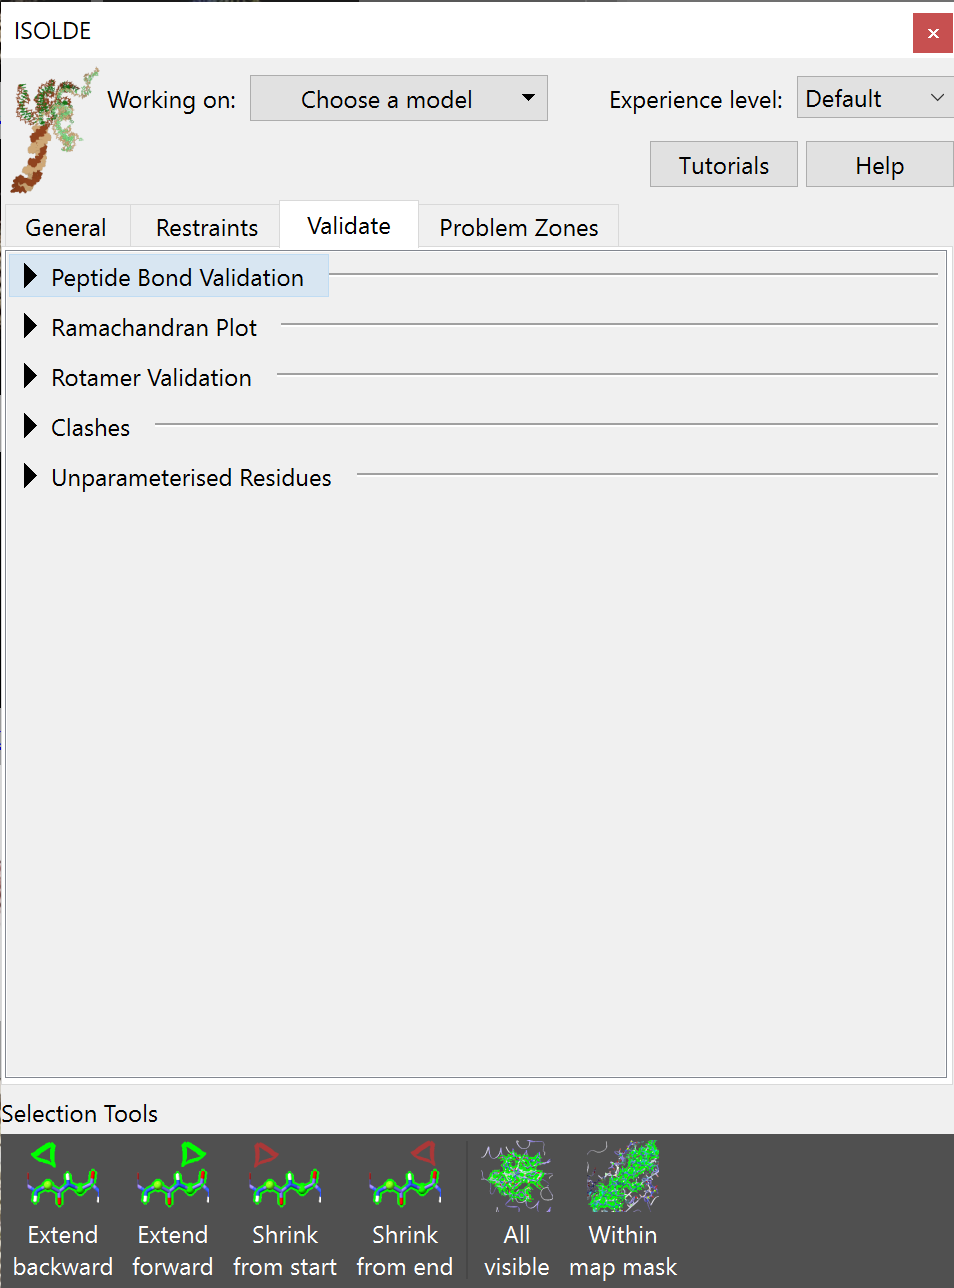 ISOLDE
Working on: Choose a model Experience level: Default
Tutorials Help
General Restraints Validate Problem Zones
Peptide Bond Validation
Ramachandran Plot
Rotamer Validation
Clashes
Unparameterised Residues
Selection Tools
Extend backward
Extend forward
Shrink from start
Shrink from end
All visible
Within map mask